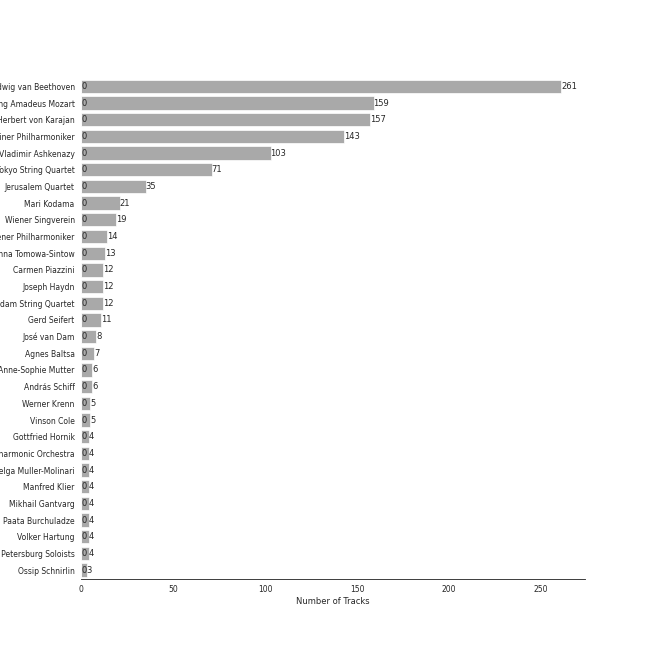 dwig van Beethoven 0 261
ng Amadeus Mozart 0 159
Herbert von Karajan 0 157
iner Philharmoniker 0 143
Vladimir Ashkenazy 0 103
Tokyo String Quartet 0 71
Jerusalem Quartet 0 35
Mari Kodama 0 21
Wiener Singverein 0 19
ener Philharmoniker 0 14
nna Tomowa-Sintow 0 13
Carmen Piazzini 0 12
Joseph Haydn 0 12
dam String Quartet 0 12
Gerd Seifert 0 11
José van Dam 0 8
Agnes Baltsa 0 7
Anne-Sophie Mutter 0 6
András Schiff 0 6
Werner Krenn 0 5
Vinson Cole 0 5
Gottfried Hornik 0 4
harmonic Orchestra 0 4
elga Muller-Molinari 0 4
Manfred Klier 0 4
Mikhail Gantvarg 0 4
Paata Burchuladze 0 4
Volker Hartung 0 4
Petersburg Soloists 0 4
Ossip Schnirlin 0 3
0 50 100 150 200 250
Number of Tracks